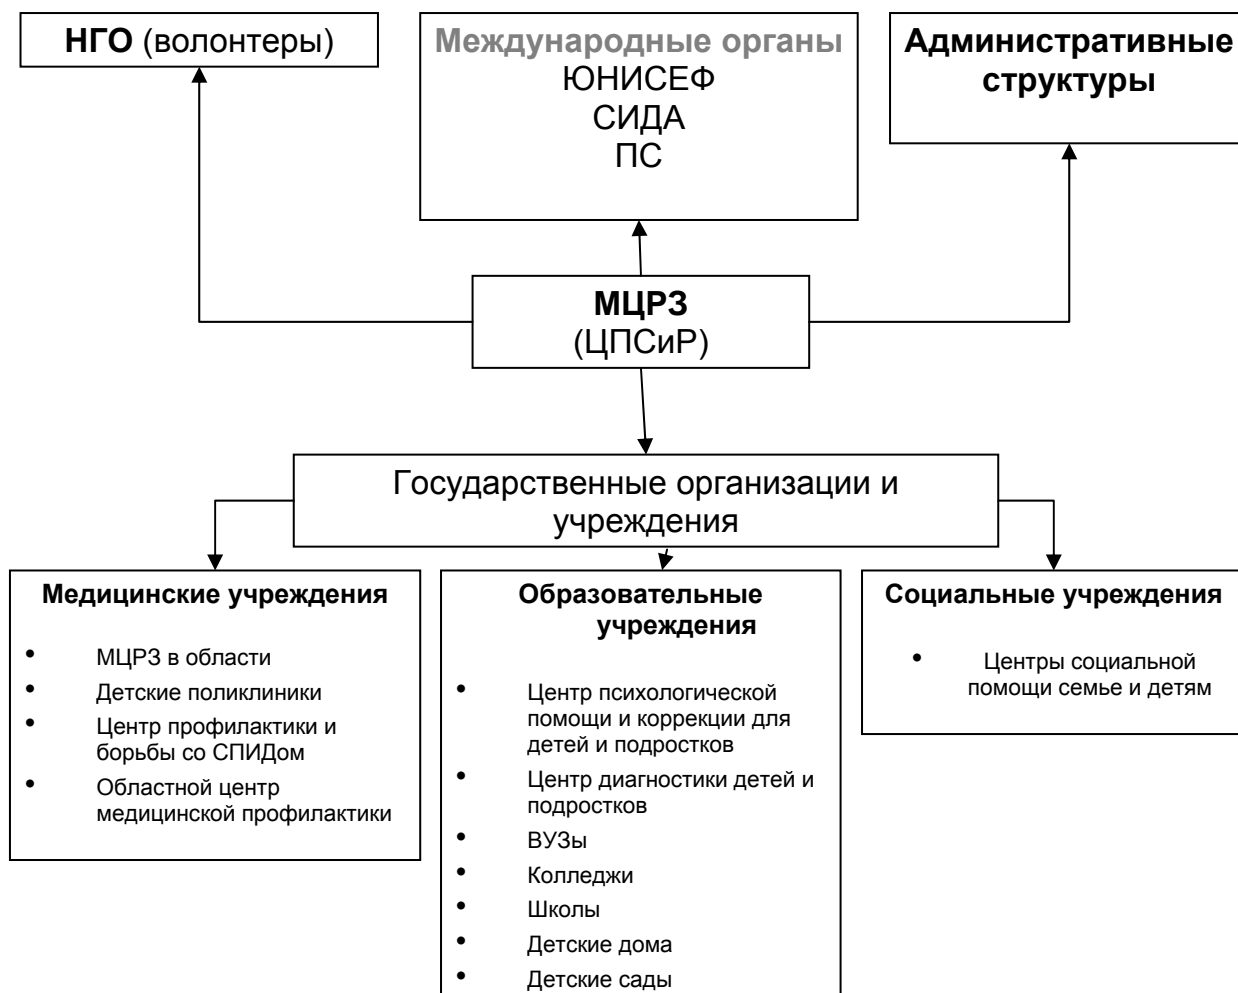 НГО (волонтеры)
Международные органы
ЮНИСЕФ
СИДА
ПС
Административные
структуры
МЦРЗ
(ЦПСиР)
Государственные организации и
учреждения
Медицинские учреждения
• МЦРЗ в области
• Детские поликлиники
• Центр профилактики и
борьбы со СПИДом
• Областной центр
медицинской профилактики
Образовательные
учреждения
• Центр психологической
помощи и коррекции для
детей и подростков
• Центр диагностики детей и
подростков
• ВУЗы
• Колледжи
• Школы
• Детские дома
• Детские сады
Социальные учреждения
• Центры социальной
помощи семье и детям